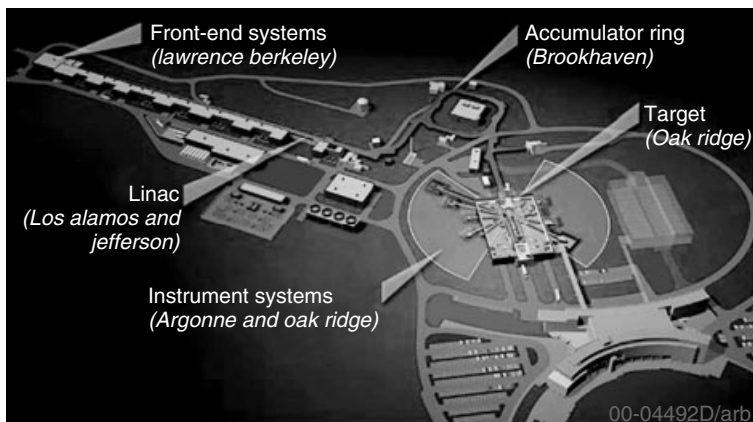 Front-end systems
(lawrence berkeley)
Accumulator ring
(Brookhaven)
Target
(Oak ridge)
Linac
(Los alamos and
jefferson)
Instrument systems
(Argonne and oak ridge)
00-04492D/arb